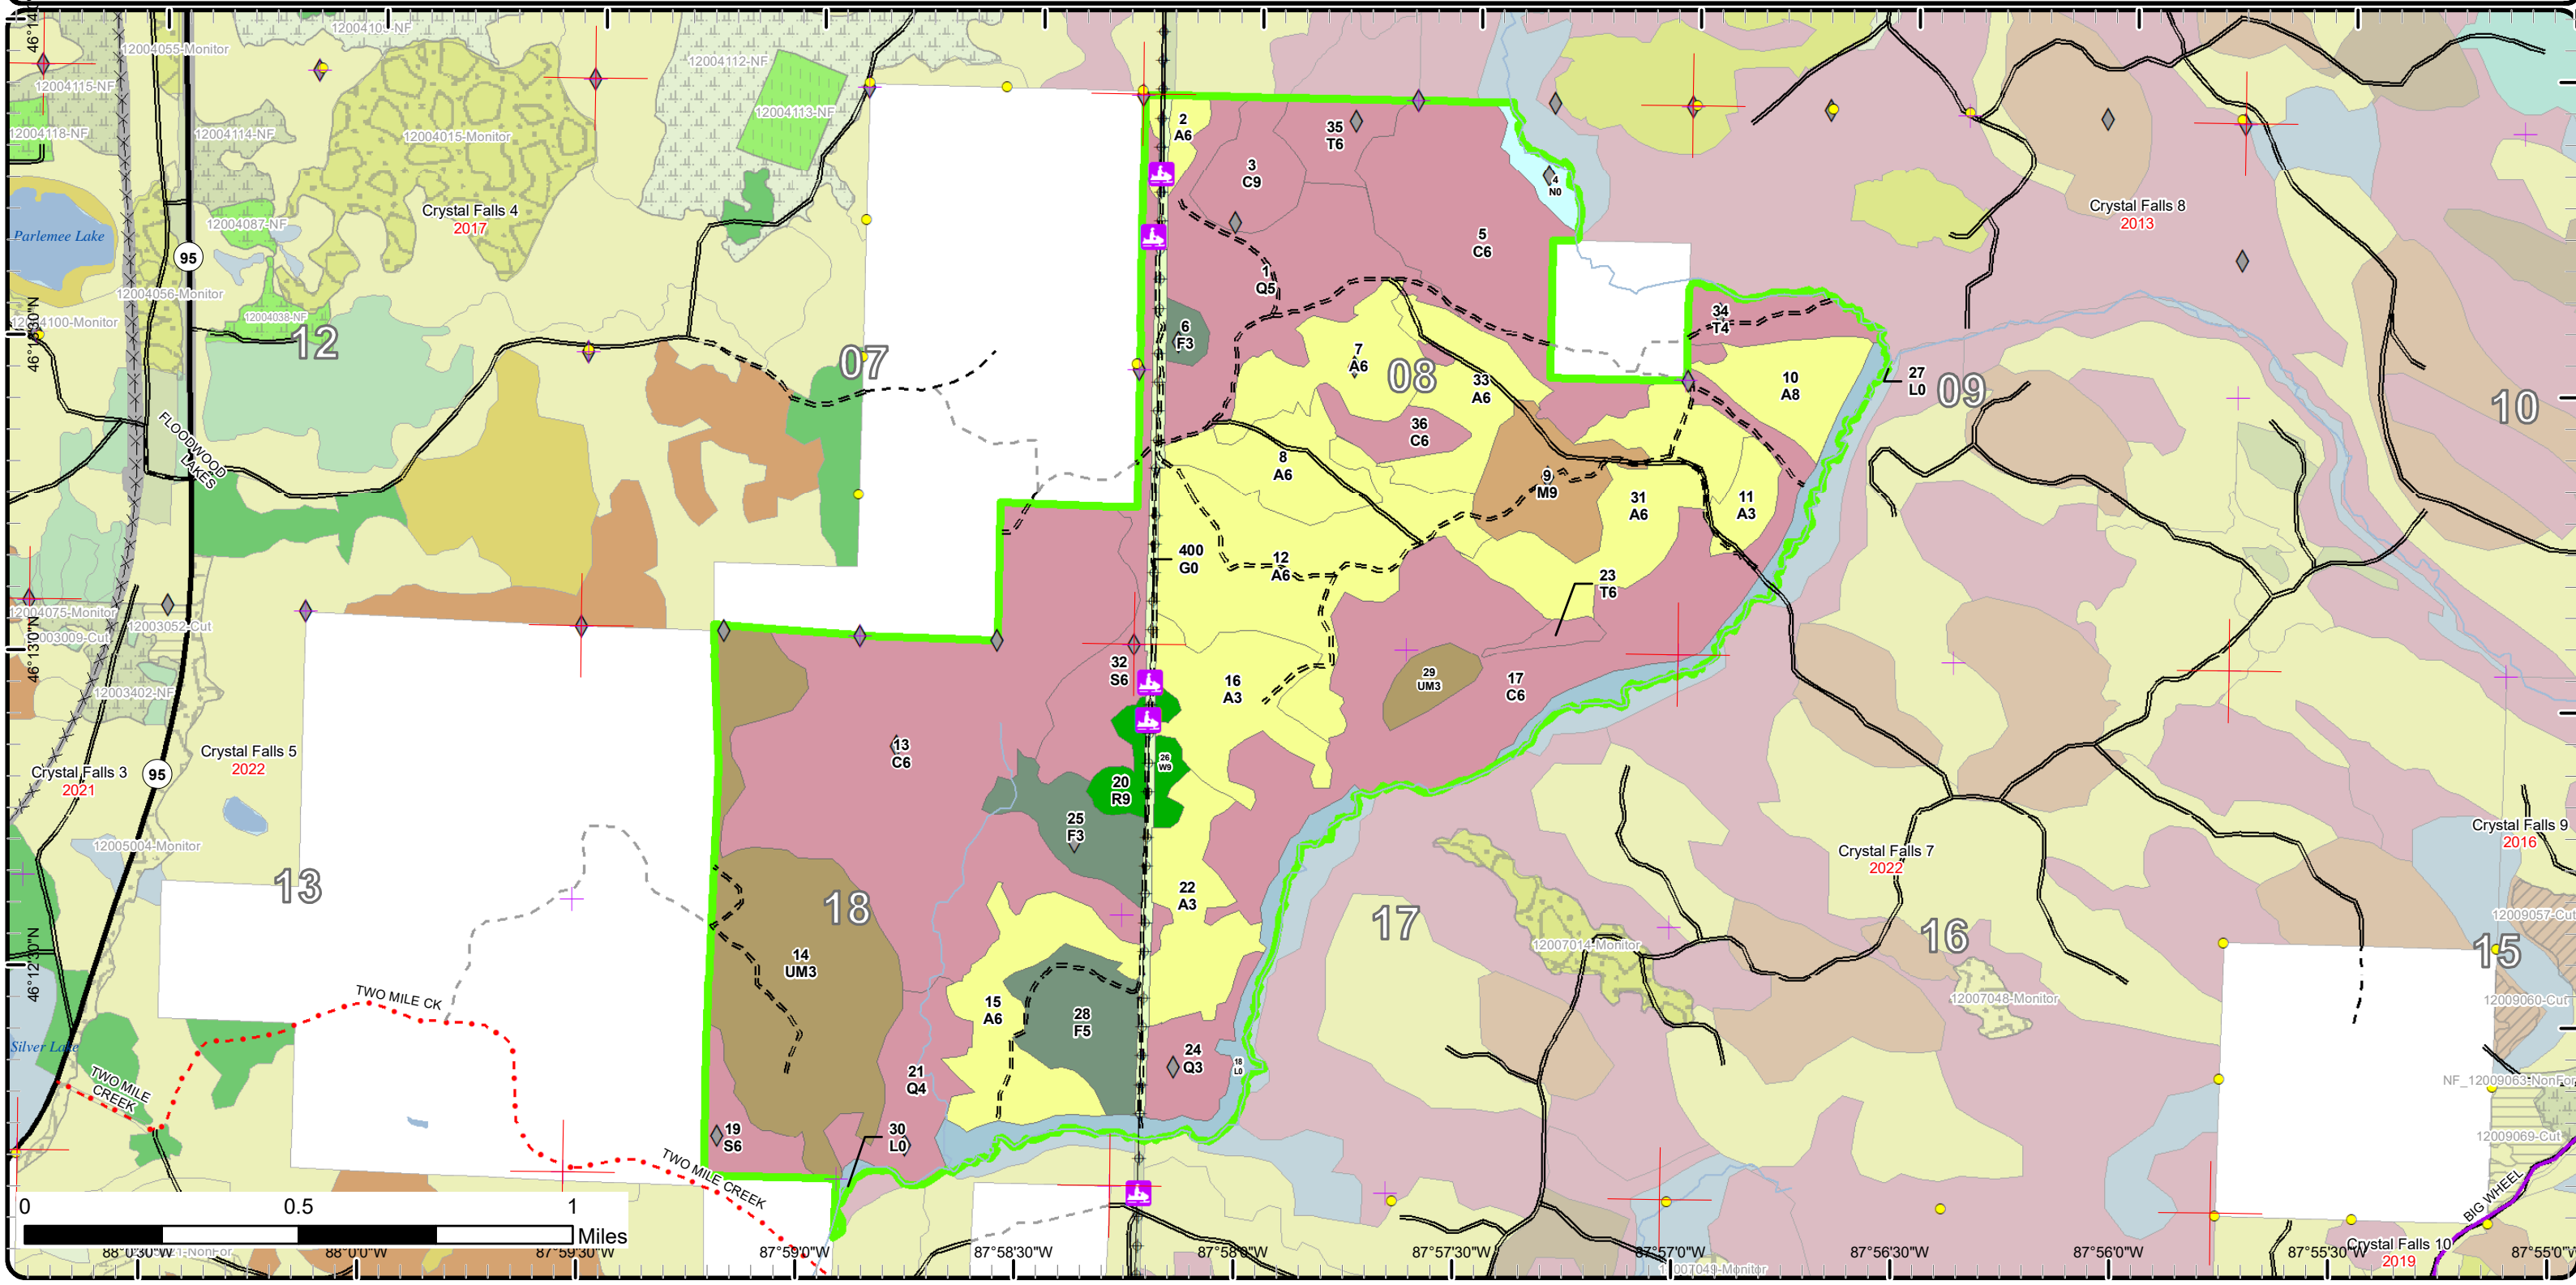 12004055-Monitor
12004115-NF
12004118-NF
12004114-NF
12004015-Monitor
12004112-NF
12004113-NF
Parlemee Lake
95
12004087-NF
12004056-Monitor
12004038-NF
Crystal Falls 4
2017
12
07
46°13'0"N
FLOODWOOD
LAKES
12004075-Monitor
12003052-Cut
12003402-NF
Crystal Falls 5
2022
Crystal Falls 3
2021
95
12005004-Monitor
13
46°12'30"N
Silver Lake
TWO MILE CK
TWO MILE
CREEK
TWO MILE CREEK
2
A6
3
C9
35
T6
4
N0
5
C6
1
Q5
6
F3
7
A6
08
33
A6
36
C6
34
T4
10
A8
27
L0
09
8
A6
9
M9
31
A6
11
A3
400
G0
12
A6
23
T6
32
S6
16
A3
29
UM3
17
C6
13
C6
20
R9
26
W9
25
F3
22
A3
18
14
UM3
15
A6
28
F5
21
Q4
24
Q3
18
L0
19
S6
30
L0
17
Crystal Falls 8
2013
10
Crystal Falls 9
2016
Crystal Falls 7
2022
12007014-Monitor
16
12007048-Monitor
15
12009060-Cut
12009069-Cut
BIG WHEEL
Crystal Falls 10
2019
12007049-Monitor
0 0.5 1
Miles
88°0'30"W 88°0'0"W 87°59'30"W 87°59'0"W 87°58'30"W 87°58'0"W 87°57'30"W 87°57'0"W 87°56'30"W 87°56'0"W 87°55'30"W